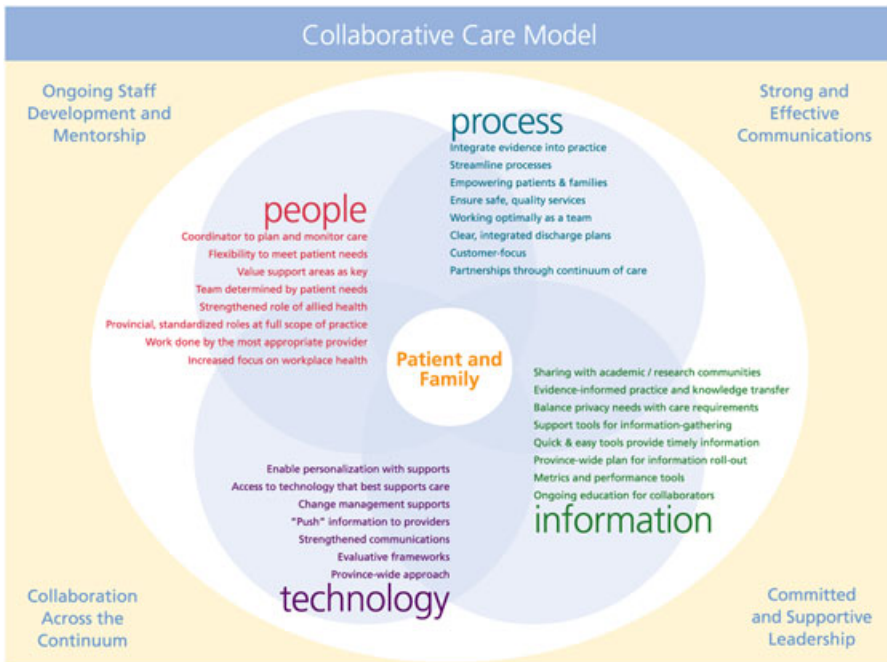 Collaborative Care Model
Ongoing Staff
Development and
Mentorship
Strong and
Effective
Communications
process
Integrate evidence into practice
Streamline processes
Empowering patients & families
Ensure safe, quality services
Working optimally as a team
Clear, integrated discharge plans
Customer-focus
Partnerships through continuum of care
people
Coordinator to plan and monitor care
Flexibility to meet patient needs
Value support areas as key
Team determined by patient needs
Strengthened role of allied health
Provincial, standardized roles at full scope of practice
Work done by the most appropriate provider
Increased focus on workplace health
Patient and
Family
Sharing with academic / research communities
Evidence-informed practice and knowledge transfer
Balance privacy needs with care requirements
Support tools for information-gathering
Quick & easy tools provide timely information
Province-wide plan for information roll-out
Metrics and performance tools
Ongoing education for collaborators
information
Enable personalization with supports
Access to technology that best supports care
Change management supports
"Push" information to providers
Strengthened communications
Evaluative frameworks
Province-wide approach
technology
Collaboration
Across the
Continuum
Committed
and Supportive
Leadership